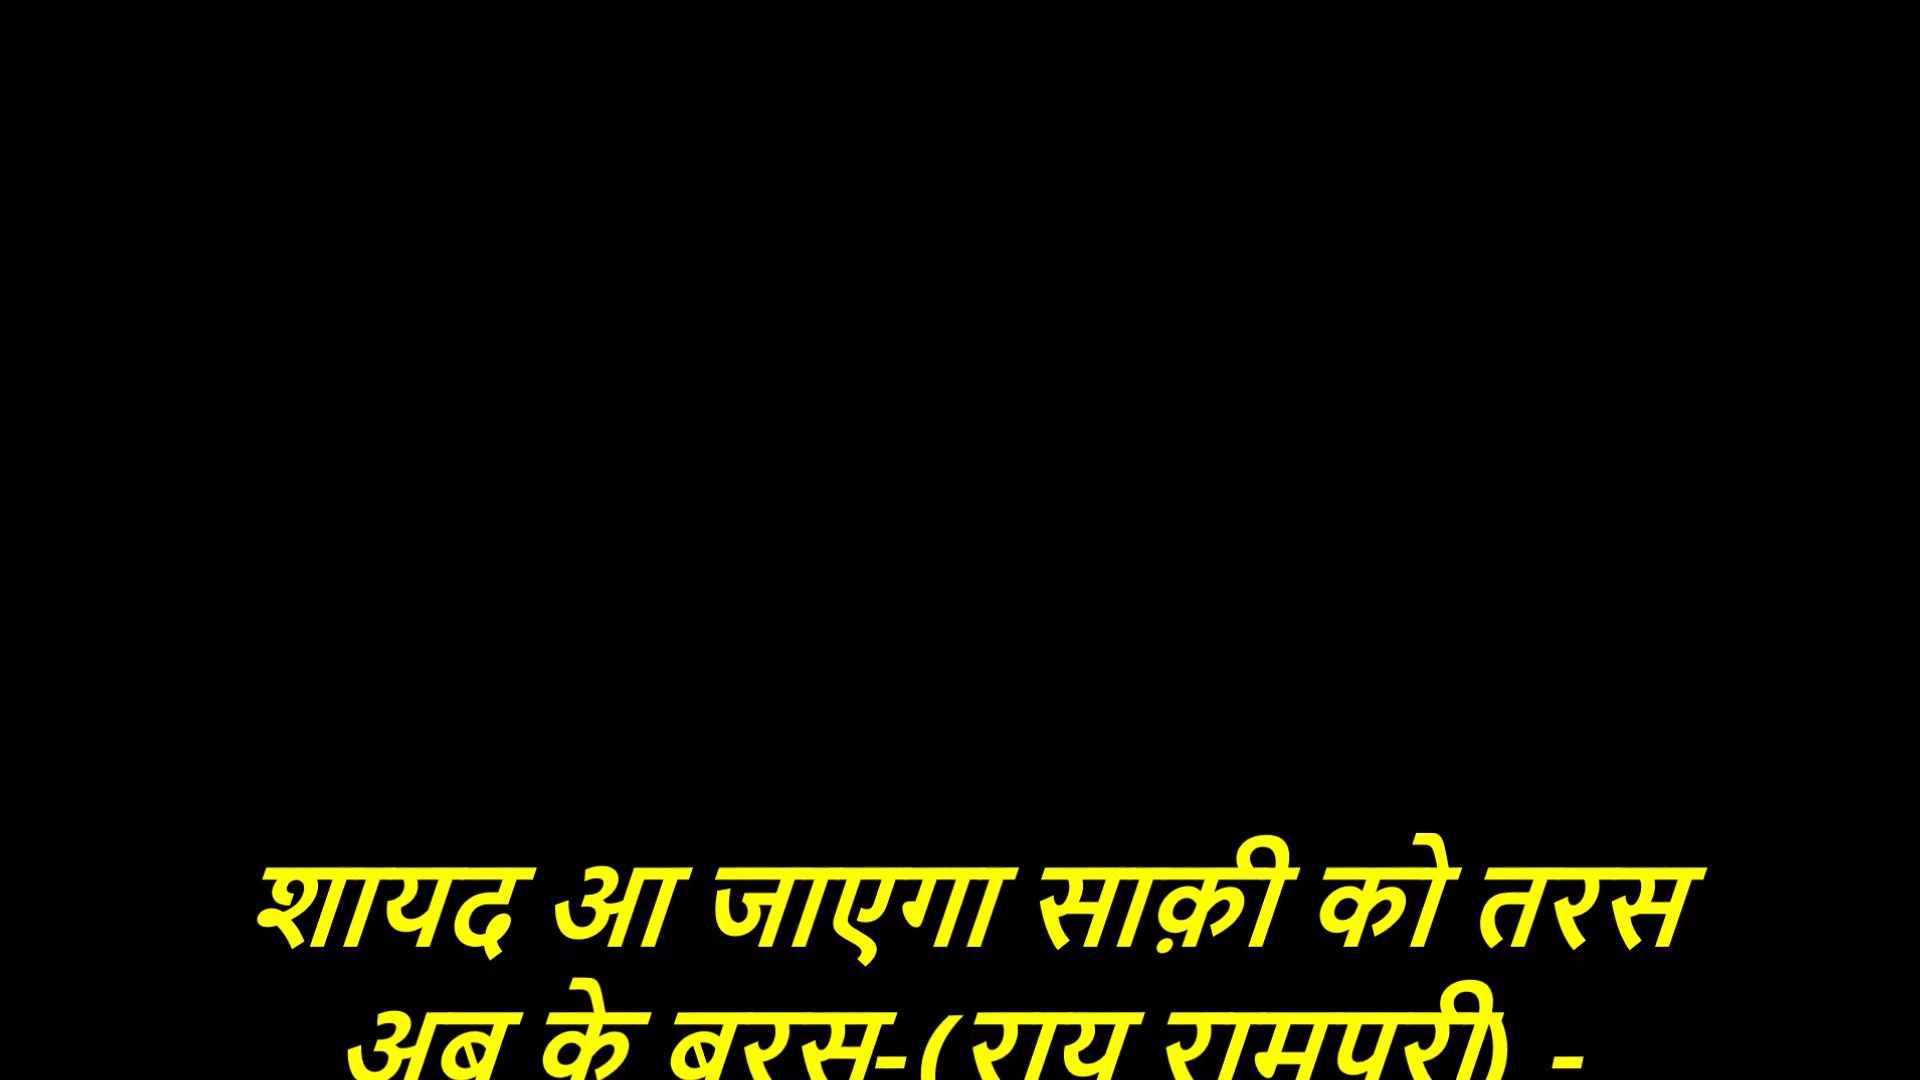 शायद आ जाएगा साक़ी को तरस
अब के बरस-(राय रामपुरी) -